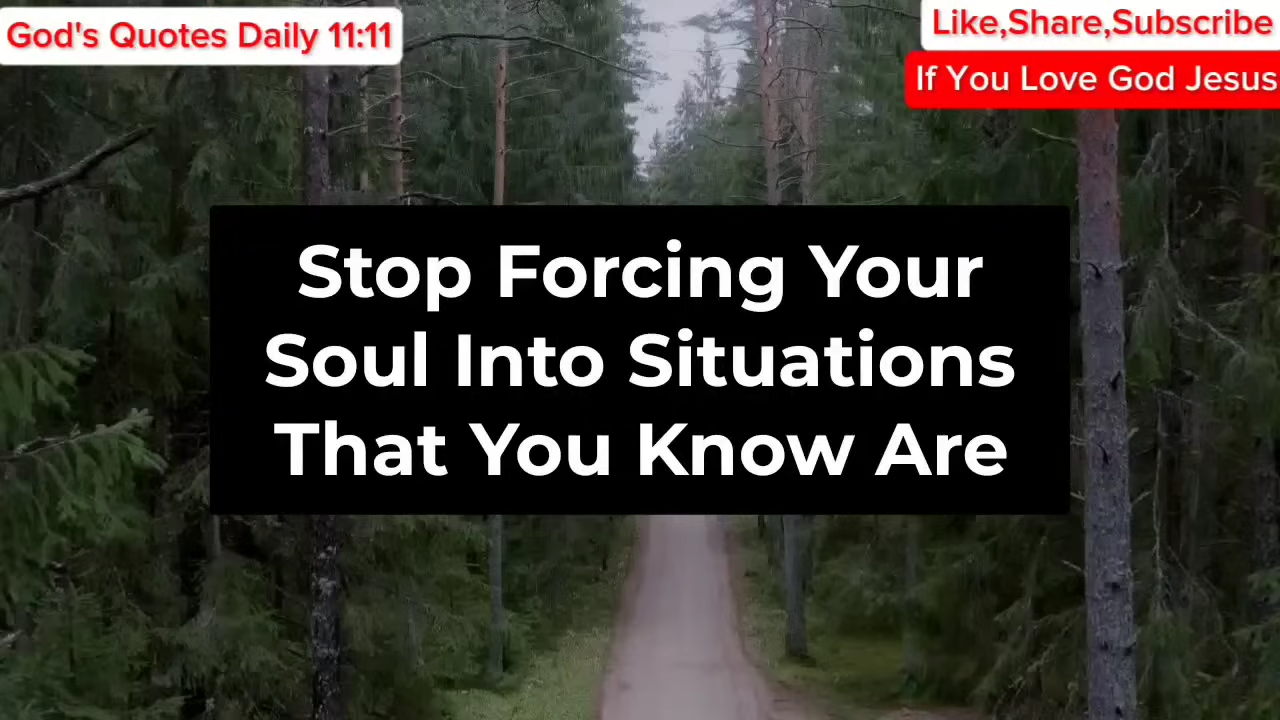 God's Quotes Daily 11:11
Like,Share,Subscribe
If You Love God Jesus
Stop Forcing Your
Soul Into Situations
That You Know Are